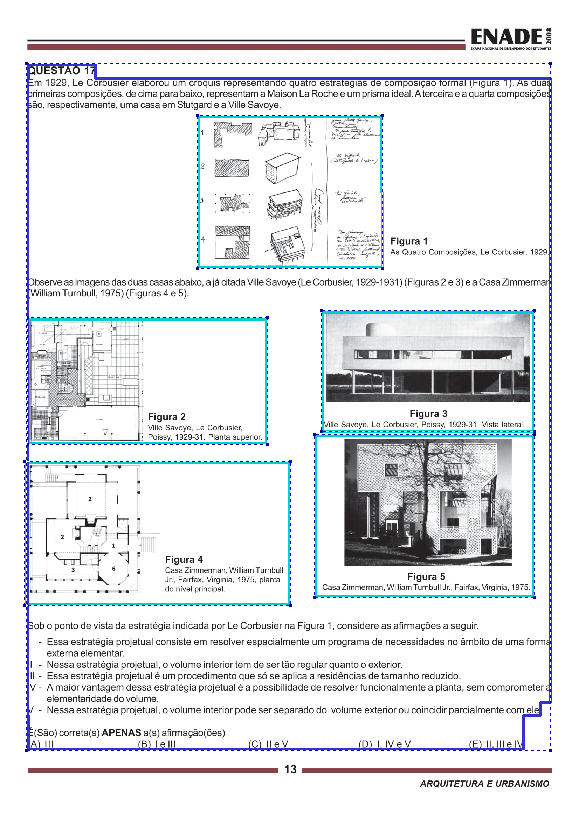 ENADE 2008
EXAME NACIONAL DE DESEMPENHO DOS ESTUDANTES
QUESTÃO 17
Em 1929, Le Corbusier elaborou um croquis representando quatro estratégias de composição formal (Figura 1). As duas
primeiras composições, de cima para baixo, representam a Maison La Roche e um prisma ideal. A terceira e a quarta composições
são, respectivamente, uma casa em Stutgard e a Ville Savoye.
1
2
3
4
Figura 1
As Quatro Composições, Le Corbusier, 1929.
Observe as imagens das duas casas abaixo, a já citada Ville Savoye (Le Corbusier, 1929-1931) (Figuras 2 e 3) e a Casa Zimmerman
(William Turnbull, 1975) (Figuras 4 e 5).
Figura 2
Ville Savoye, Le Corbusier,
Poissy, 1929-31. Planta superior.
Figura 3
Ville Savoye, Le Corbusier, Poissy, 1929-31. Vista lateral.
2
2
1
3
6
Figura 4
Casa Zimmerman, William Turnbull
Jr., Fairfax, Virginia, 1975, planta
do nível principal.
Figura 5
Casa Zimmerman, William Turnbull Jr., Fairfax, Virginia, 1975.
Sob o ponto de vista da estratégia indicada por Le Corbusier na Figura 1, considere as afirmações a seguir.
I - Essa estratégia projetual consiste em resolver espacialmente um programa de necessidades no âmbito de uma forma
externa elementar.
II - Nessa estratégia projetual, o volume interior tem de ser tão regular quanto o exterior.
III - Essa estratégia projetual é um procedimento que só se aplica a residências de tamanho reduzido.
IV - A maior vantagem dessa estratégia projetual é a possibilidade de resolver funcionalmente a planta, sem comprometer a
elementaridade do volume.
V - Nessa estratégia projetual, o volume interior pode ser separado do volume exterior ou coincidir parcialmente com ele.
É(São) correta(s) APENAS a(s) afirmação(ões)
(A) III (B) I e III (C) II e V (D) I, IV e V (E) II, III e IV
13
ARQUITETURA E URBANISMO